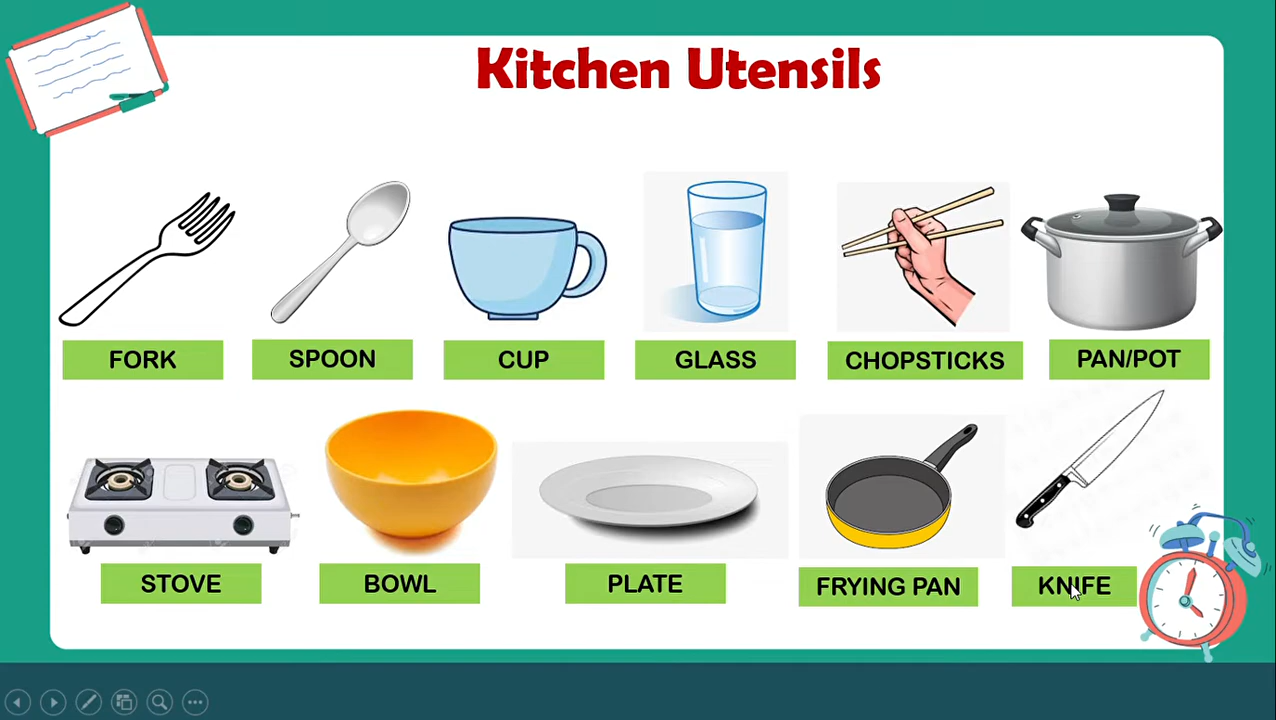 Kitchen Utensils
FORK
SPOON
CUP
GLASS
CHOPSTICKS
PAN/POT
STOVE
BOWL
PLATE
FRYING PAN
KNIFE